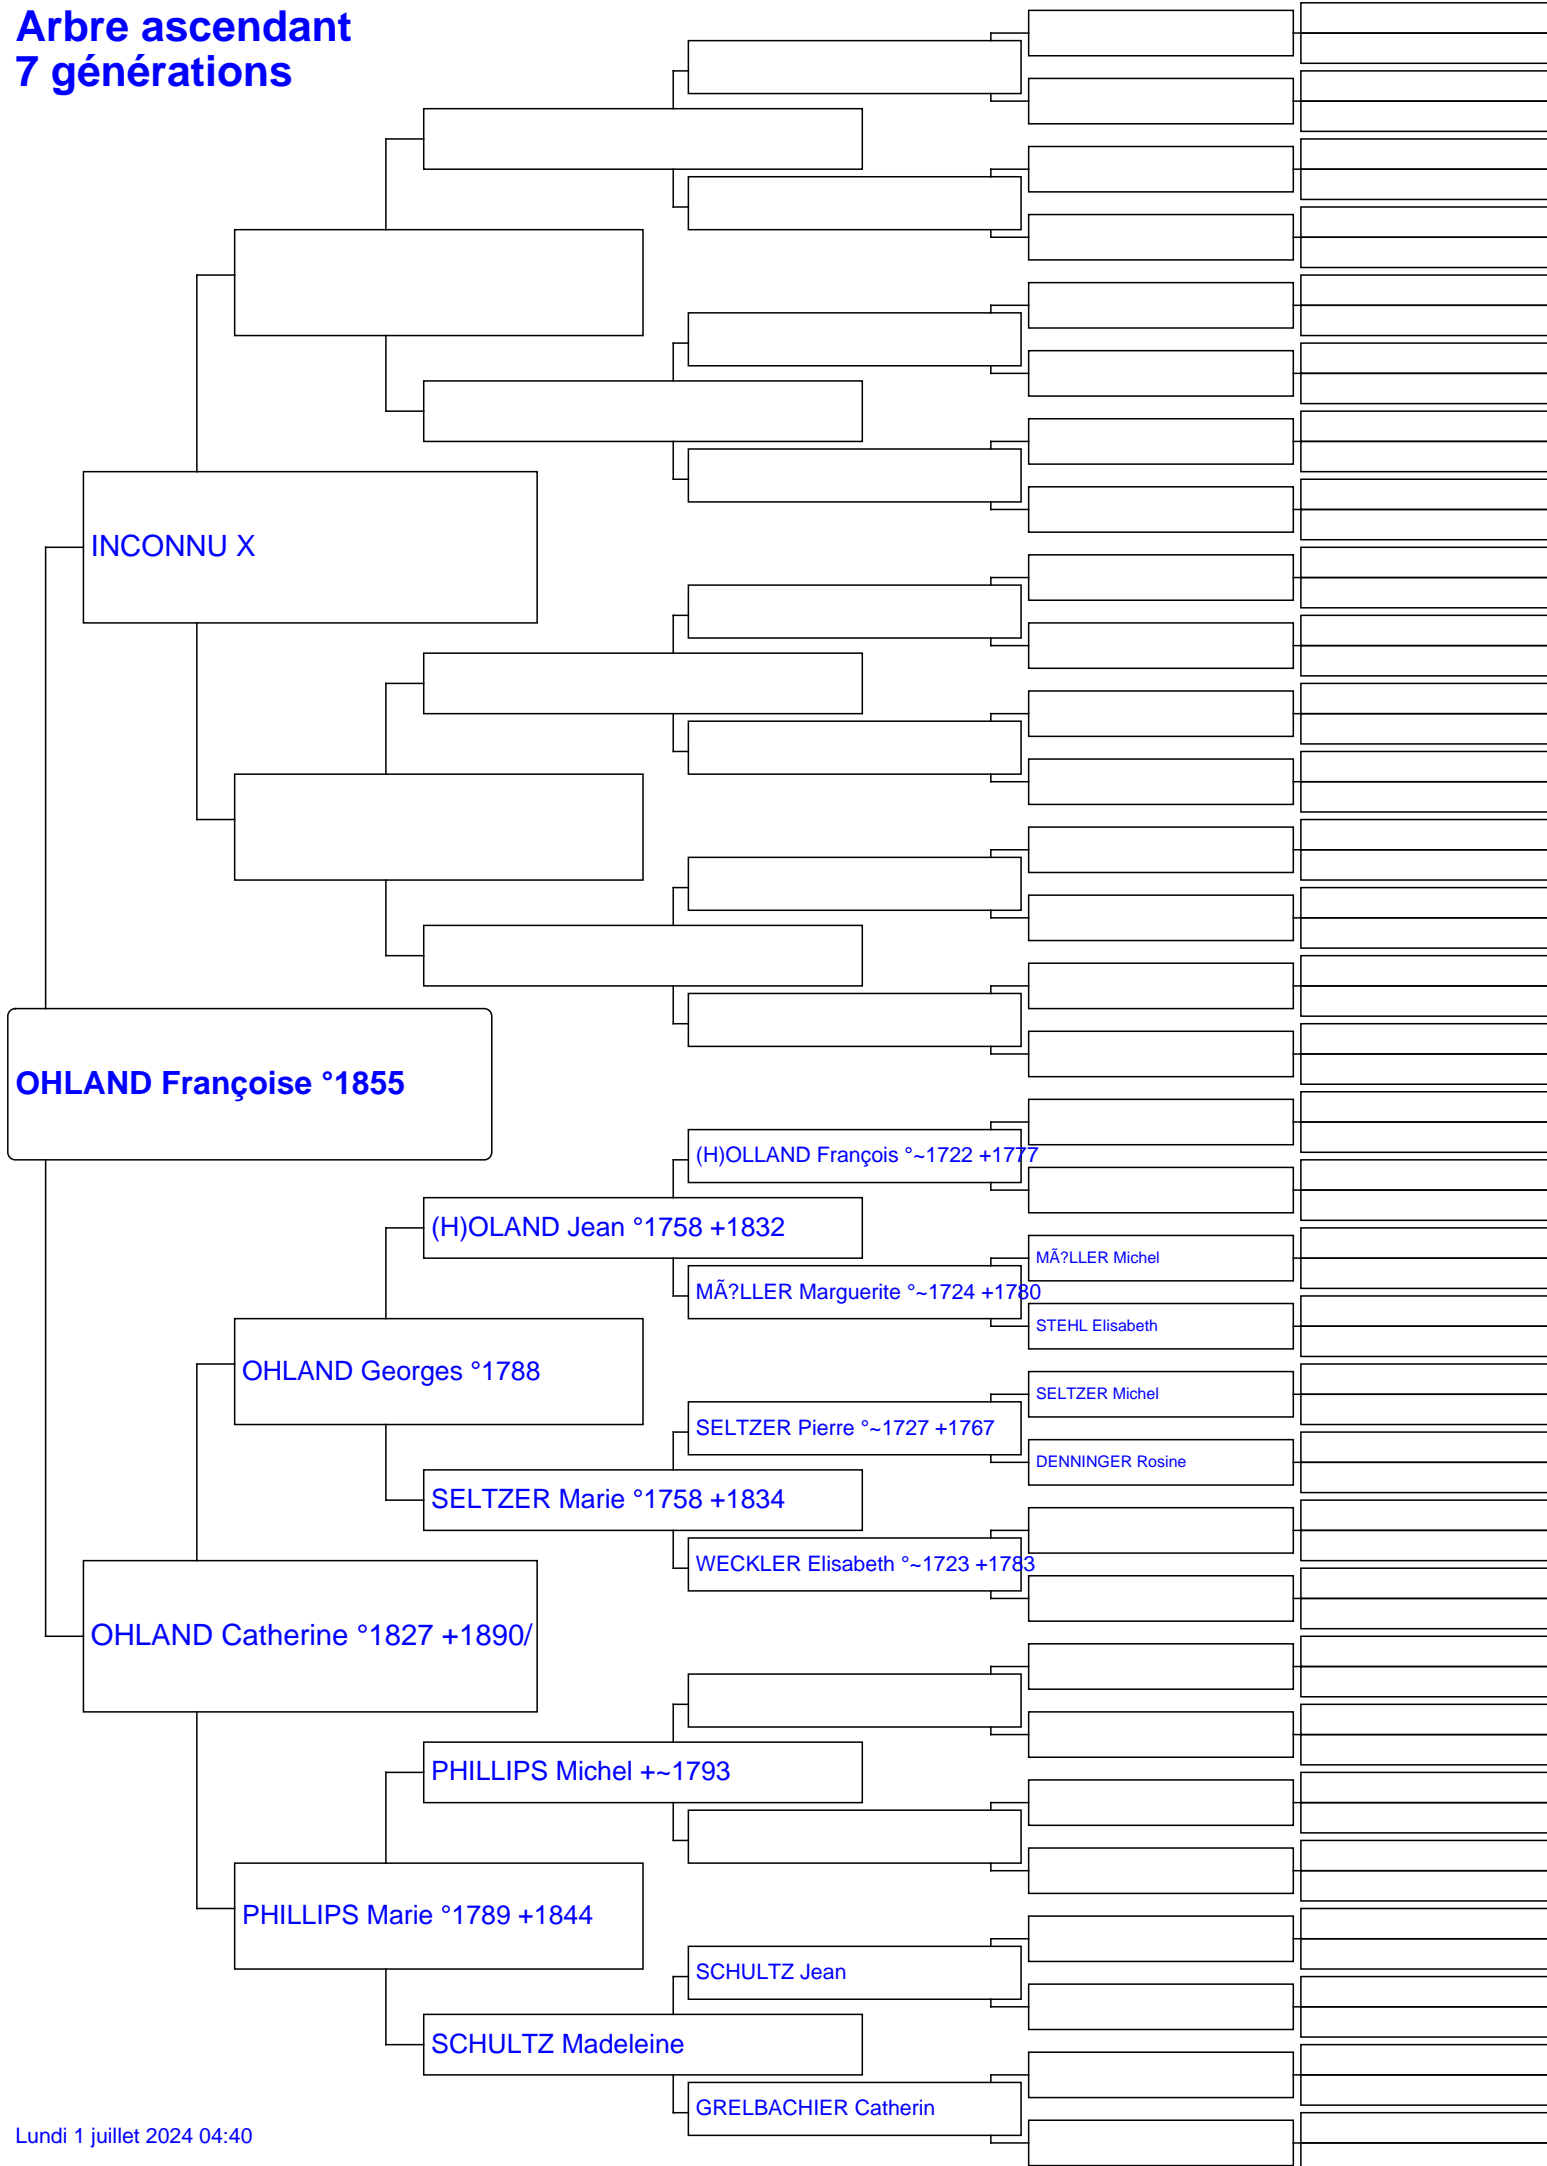 Arbre ascendant
7 générations
INCONNU X
OHLAND Françoise °1855
(H)OLLAND François °~1722 +1777
(H)OLAND Jean °1758 +1832
MÃ?LLER Michel
MÃ?LLER Marguerite °~1724 +1780
STEHL Elisabeth
OHLAND Georges °1788
SELTZER Michel
SELTZER Pierre °~1727 +1767
DENNINGER Rosine
SELTZER Marie °1758 +1834
WECKLER Elisabeth °~1723 +1783
OHLAND Catherine °1827 +1890/
PHILLIPS Michel +~1793
PHILLIPS Marie °1789 +1844
SCHULTZ Jean
SCHULTZ Madeleine
GRELBACHIER Catherin
Lundi 1 juillet 2024 04:40